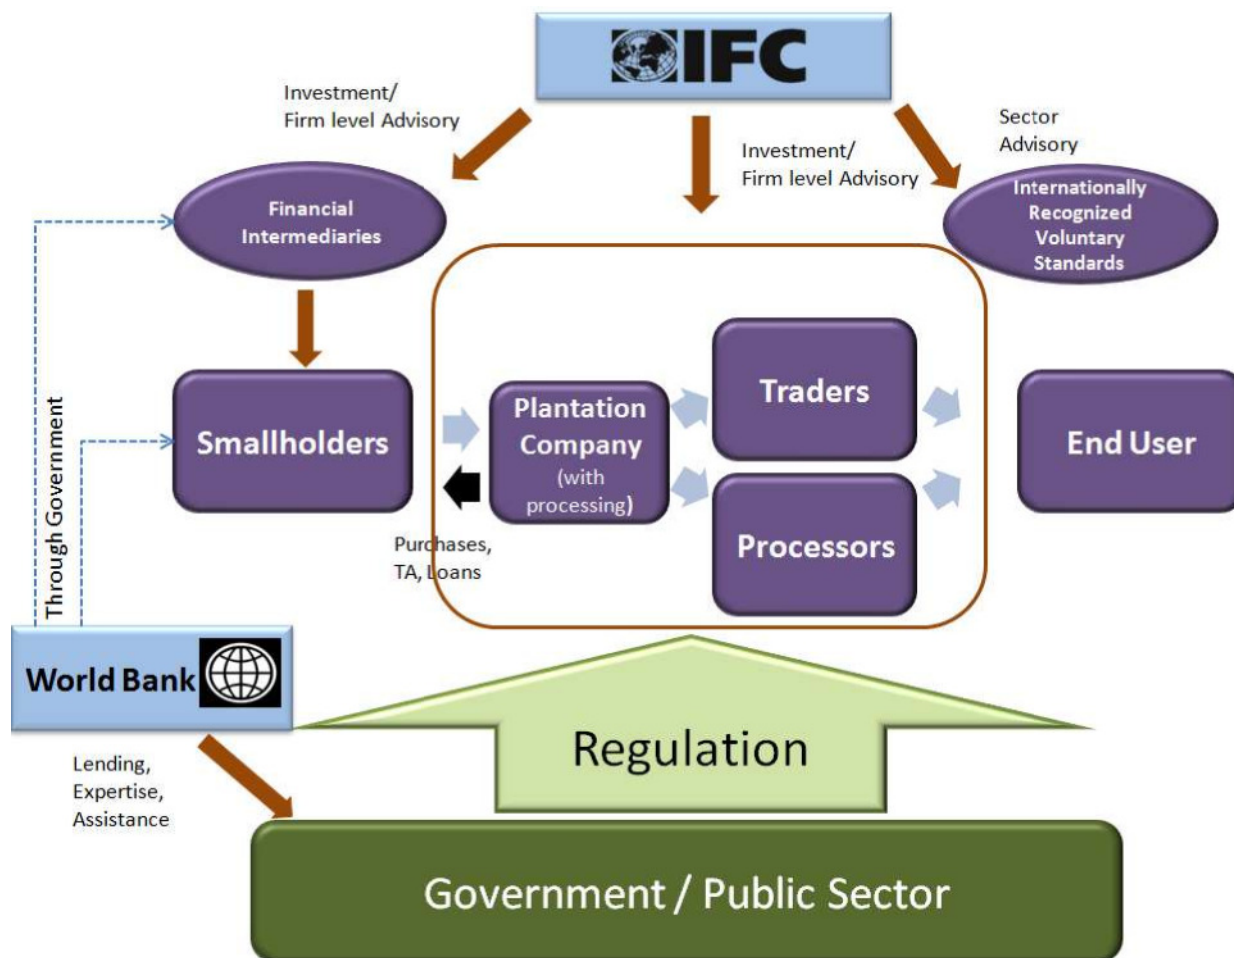 IFC
Investment/
Firm level Advisory
Investment/
Firm level Advisory
Sector
Advisory
Financial
Intermediaries
Internationally
Recognized
Voluntary
Standards
Smallholders
Plantation
Company
(with
processing)
Traders
Processors
End User
Purchases,
TA, Loans
Through Government
World Bank
Lending,
Expertise,
Assistance
Regulation
Government / Public Sector